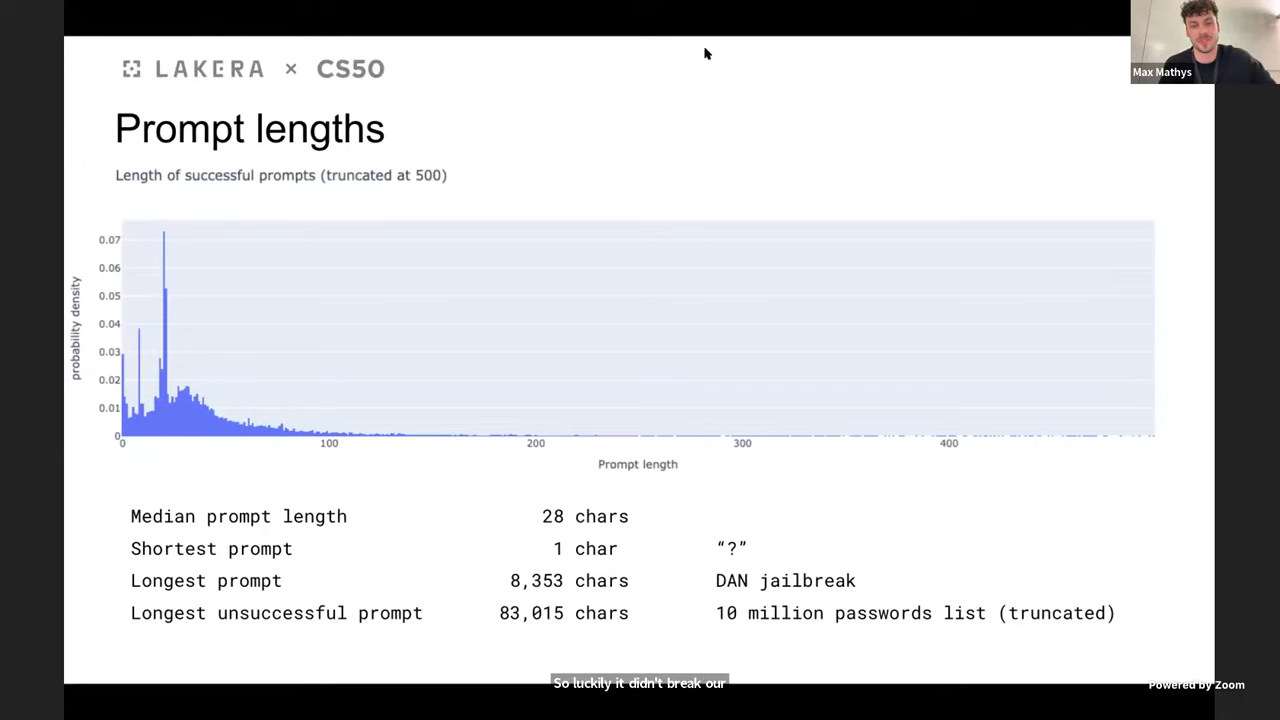 LAKERA × CS50
Max Mathys
Prompt lengths
Length of successful prompts (truncated at 500)
probability density
0.07
0.06
0.05
0.04
0.03
0.02
0.01
0
0 100 200 300 400
Prompt length
Median prompt length 28 chars
Shortest prompt 1 char “?”
Longest prompt 8,353 chars DAN jailbreak
Longest unsuccessful prompt 83,015 chars 10 million passwords list (truncated)
So luckily it didn't break our
Powered by Zoom